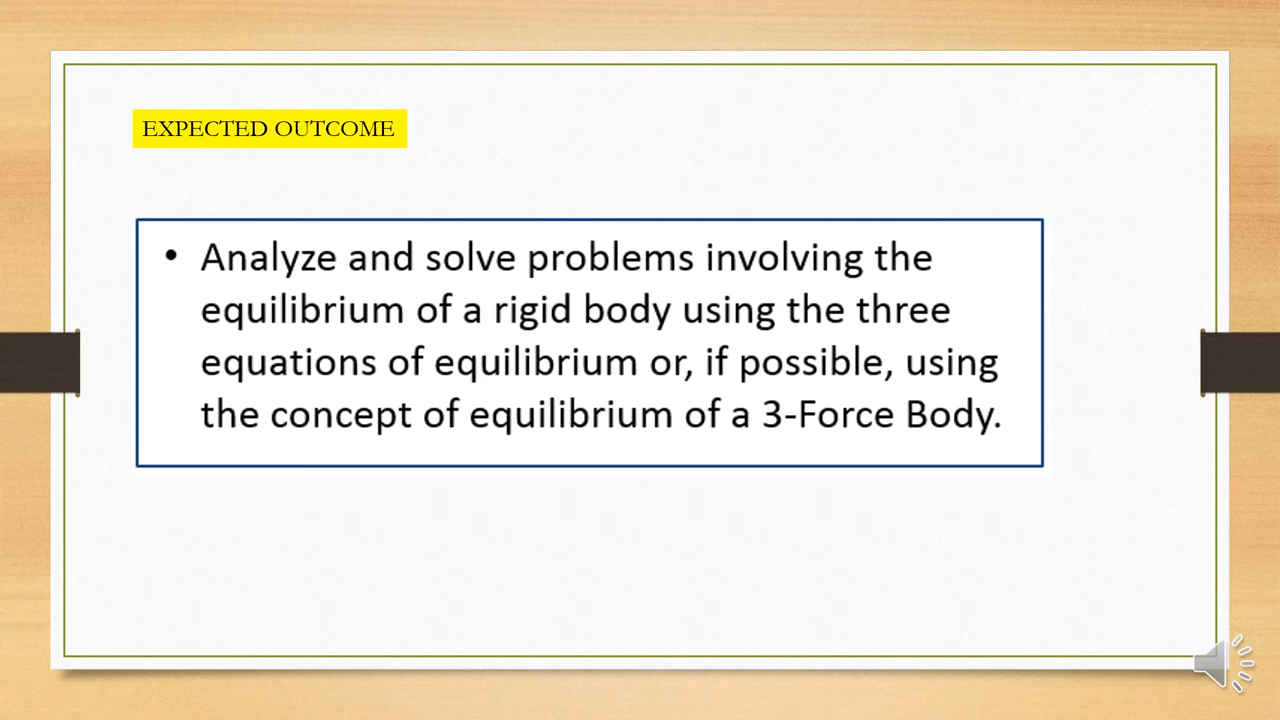 EXPECTED OUTCOME
• Analyze and solve problems involving the
equilibrium of a rigid body using the three
equations of equilibrium or, if possible, using
the concept of equilibrium of a 3-Force Body.